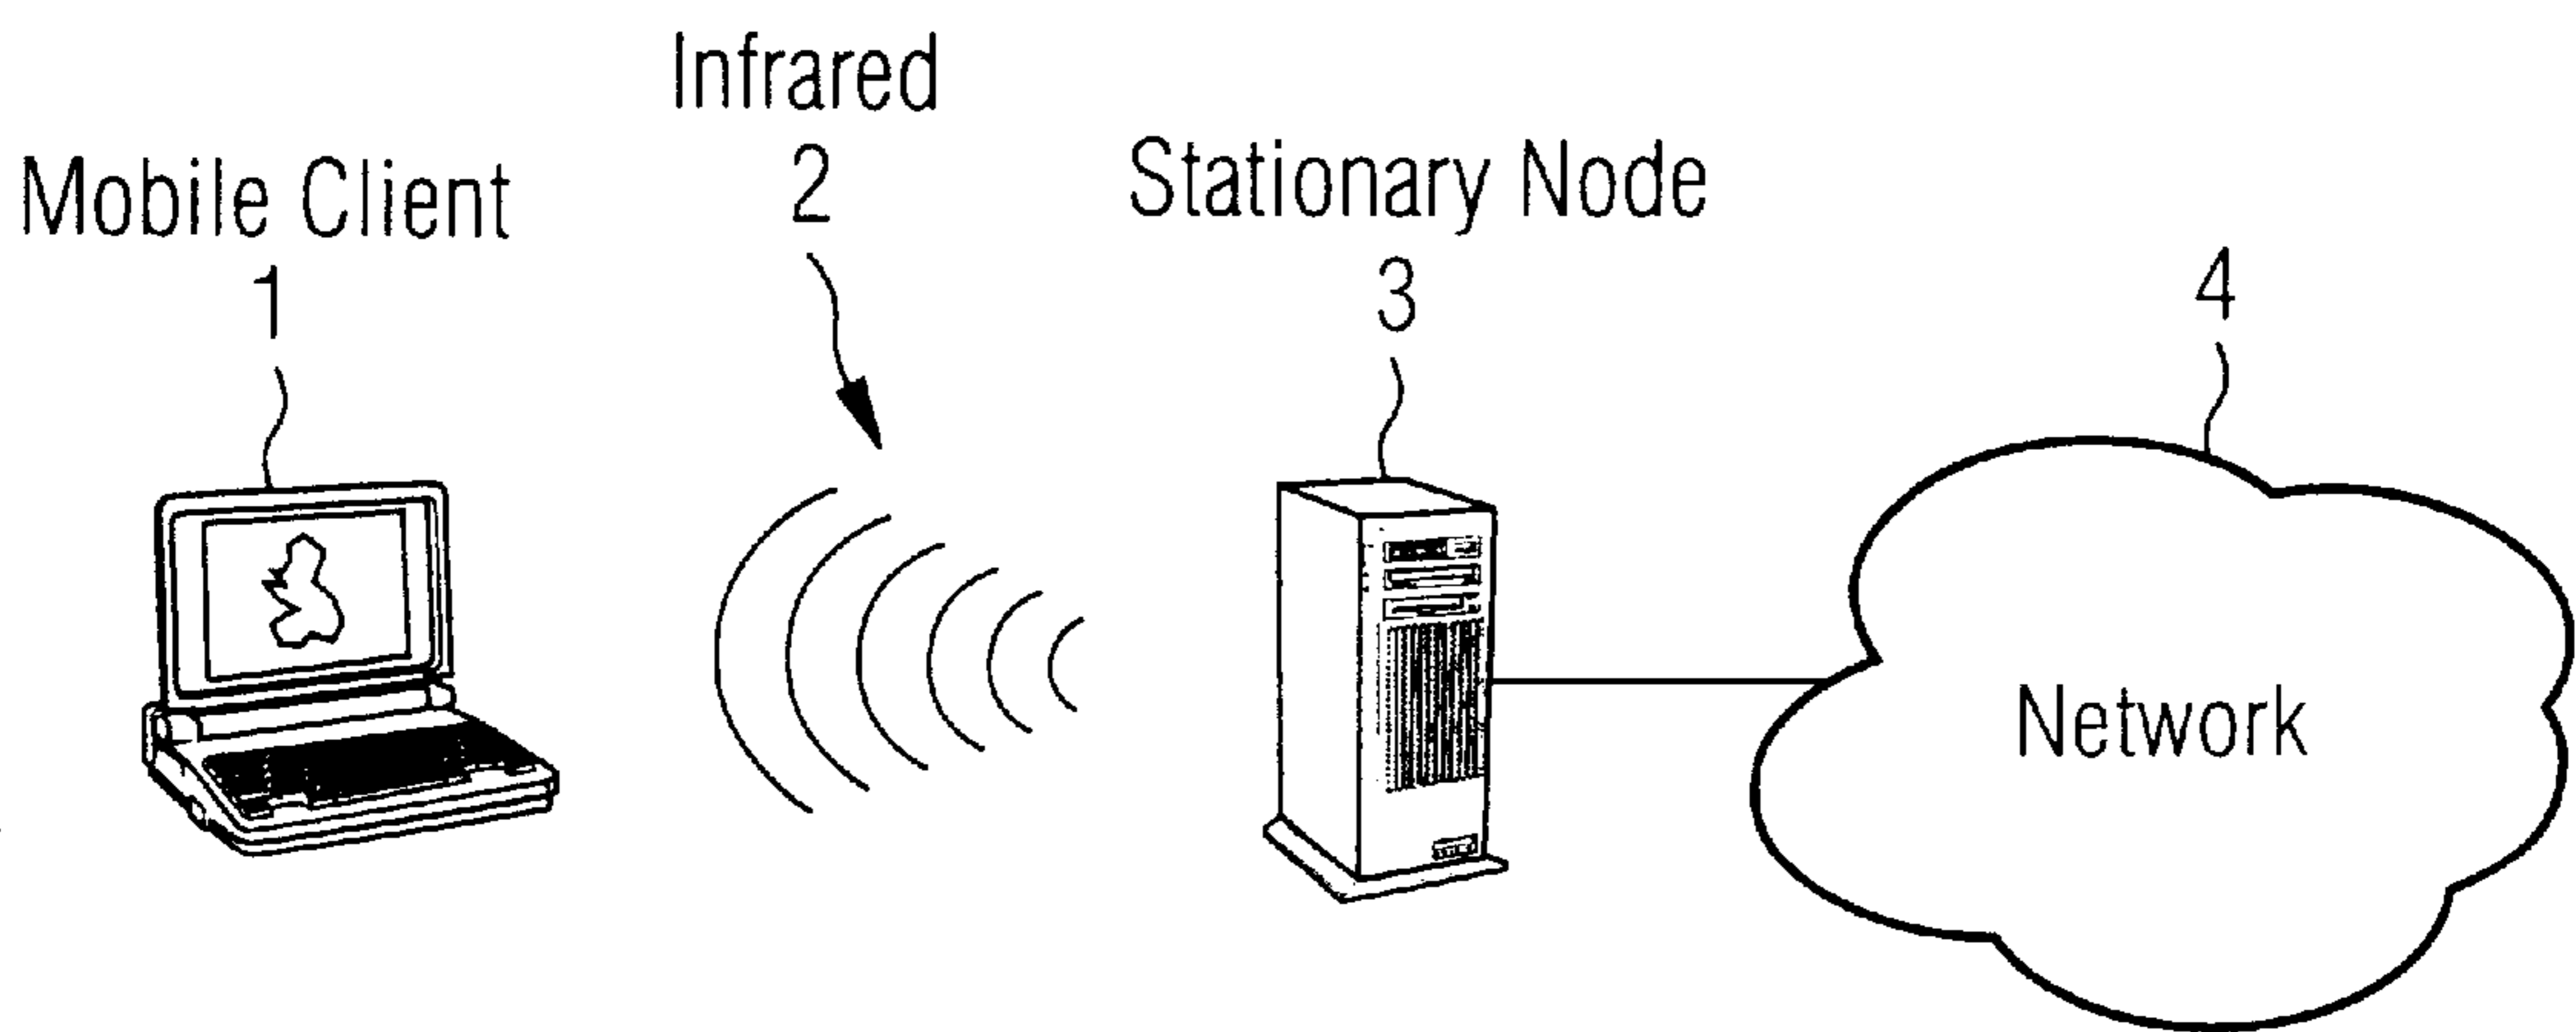 Infrared
2
Mobile Client
1
Stationary Node
3
4
Network